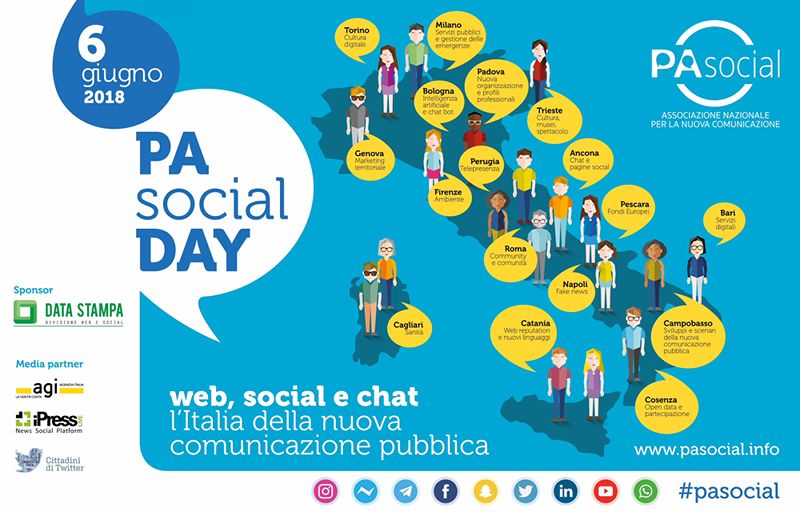 6
giugno
2018
PA
social
DAY
Torino
Cultura
digitale
Milano
Servizi pubblici
e gestione delle
emergenze
Padova
Nuova
organizzazione
e profili
professionali
Bologna
Intelligenza
artificiale
e chat bot
Trieste
Cultura,
musei,
spettacolo
Genova
Marketing
territoriale
Perugia
Telepresenza
Ancona
Chat e
pagine social
Firenze
Ambiente
Pescara
Fondi Europei
Bari
Servizi
digitali
Roma
Community
e comunità
Napoli
Fake news
Cagliari
Sanità
Catania
Web reputation
e nuovi linguaggi
Campobasso
Sviluppi e scenari
della nuova
comunicazione
pubblica
Cosenza
Open data e
partecipazione
PAsocial
ASSOCIAZIONE NAZIONALE
PER LA NUOVA COMUNICAZIONE
Sponsor
DATA STAMPA
DIVISIONE WEB E SOCIAL
Media partner
agi AGENZIA ITALIA
LA VERITÀ CONTA
iPress LIVE
News Social Platform
Cittadini
di Twitter
web, social e chat
l'Italia della nuova
comunicazione pubblica
www.pasocial.info
#pasocial